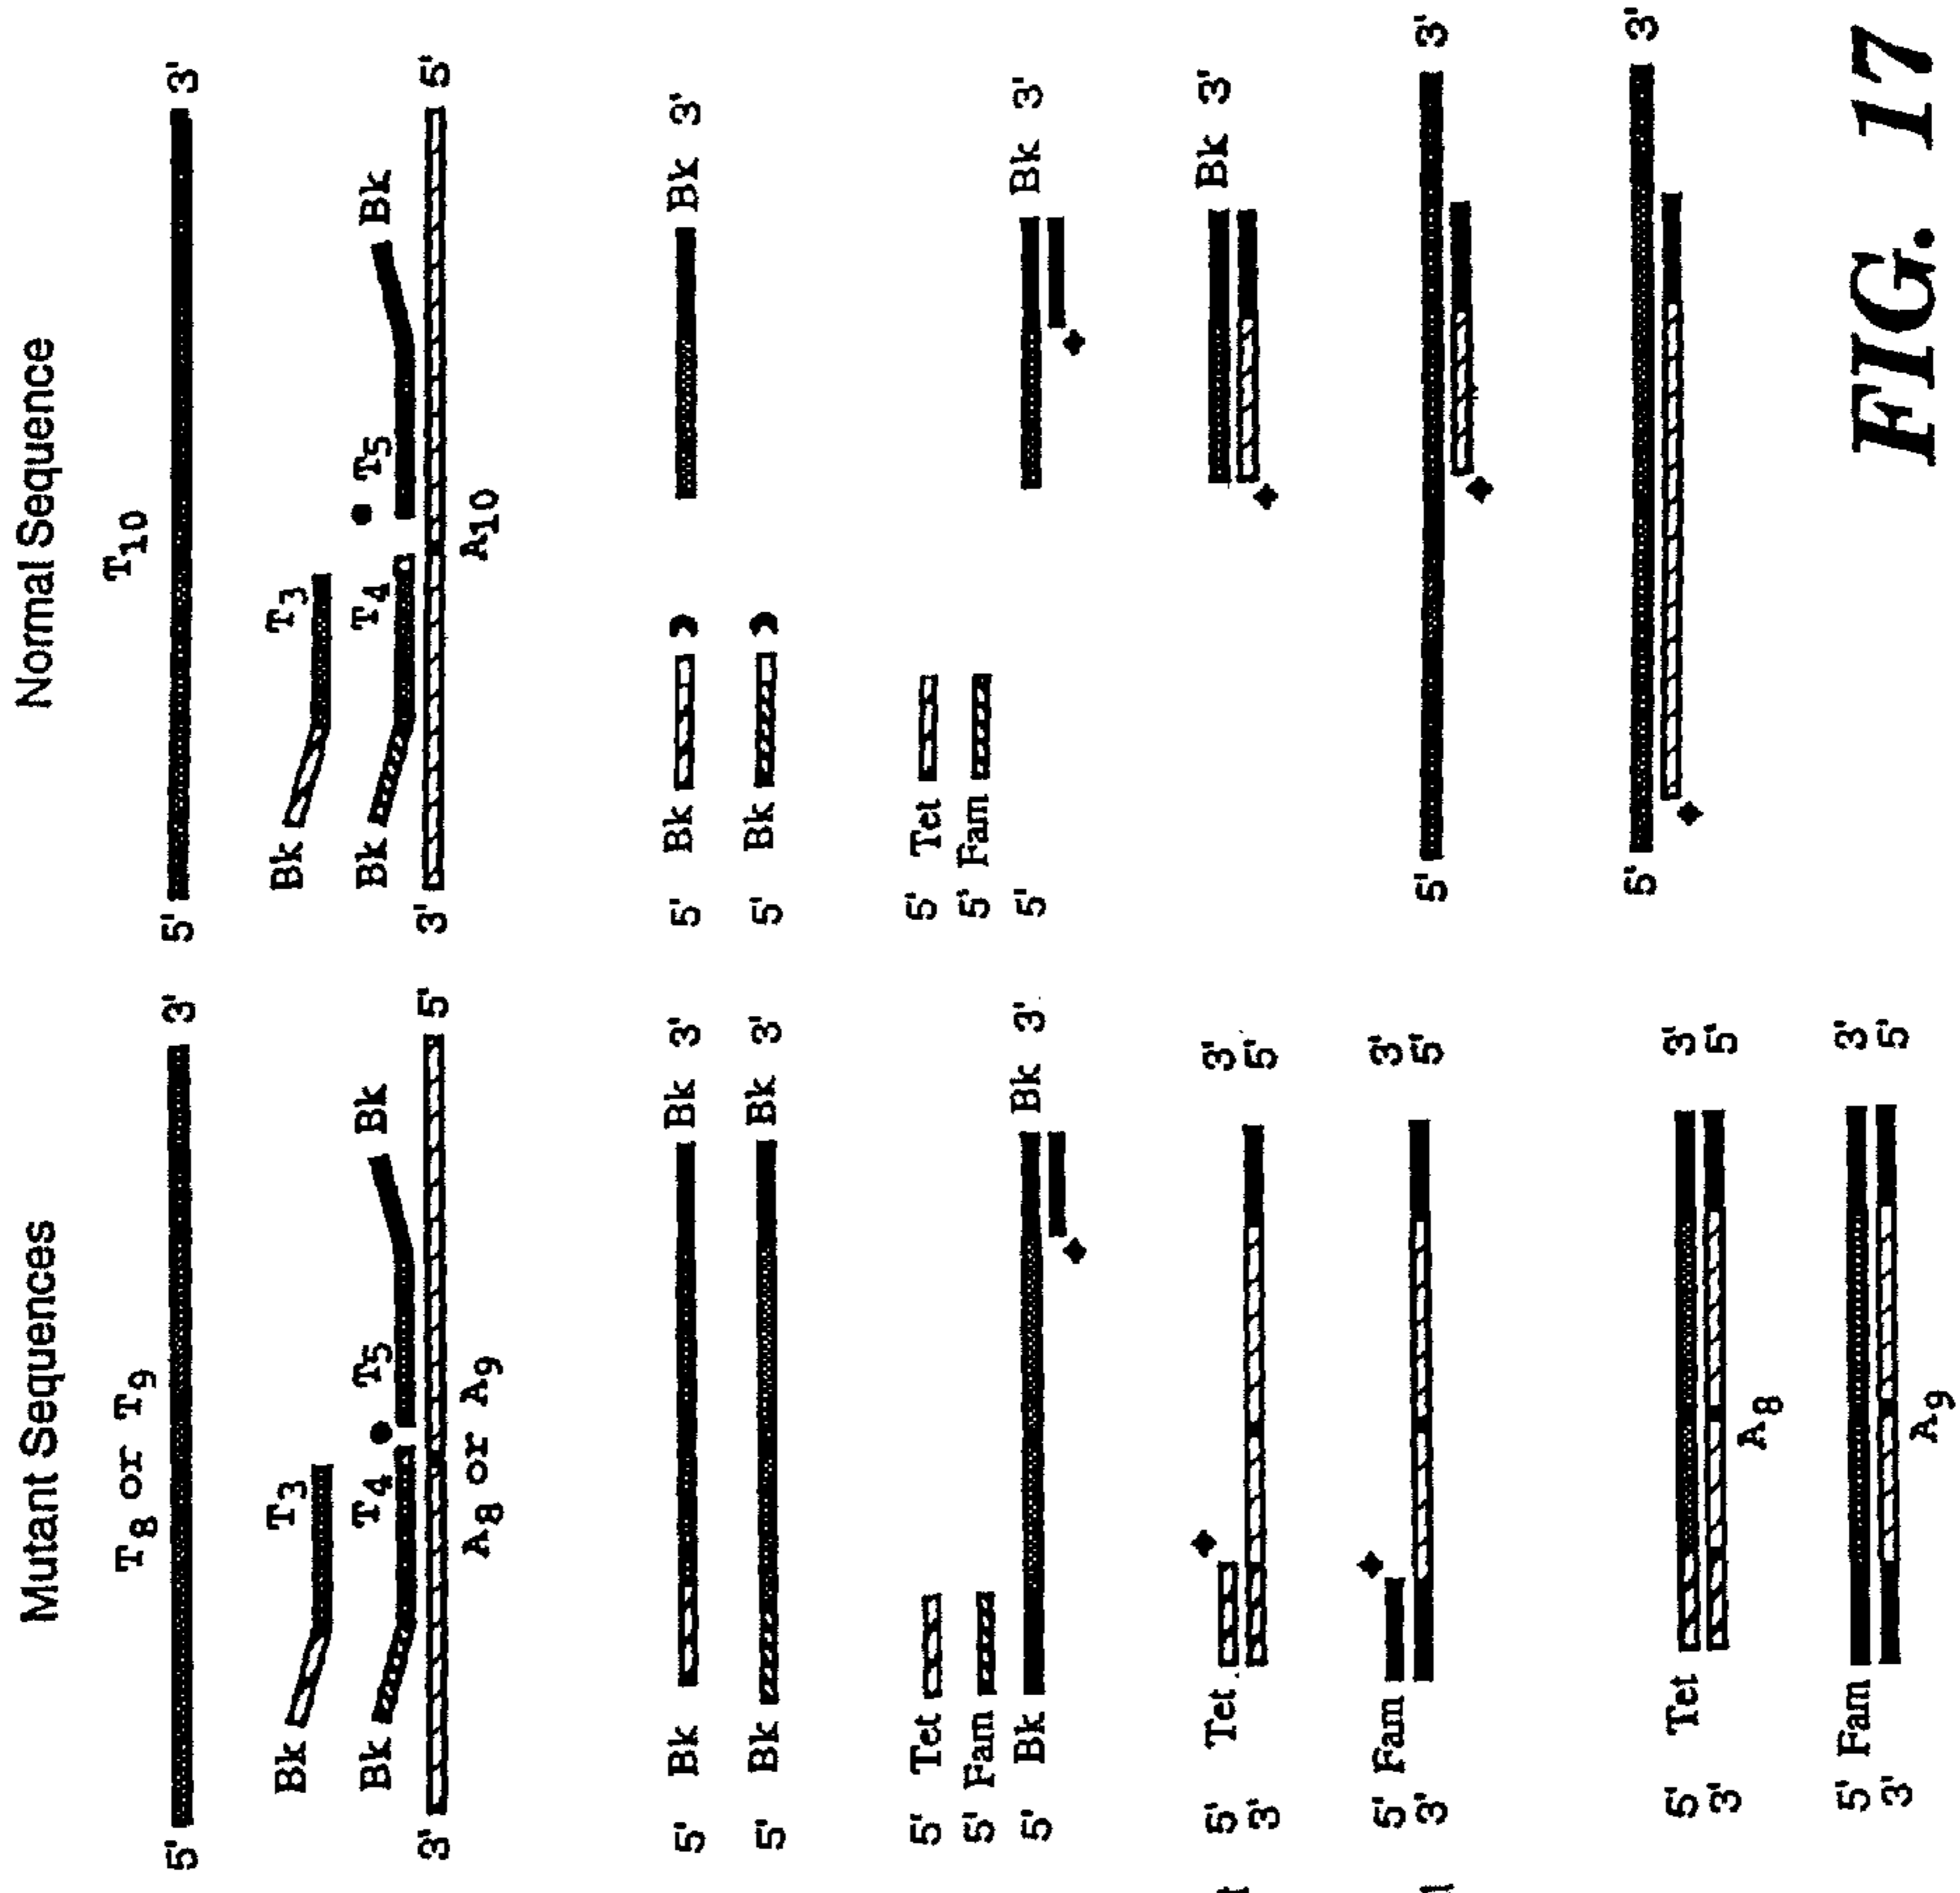 Mutant Sequences Normal Sequence
T8 or T9 T10
5' 3' 5' 3'
T3 T3
Bk Bk
Bk T4 T5 Bk Bk T4 T5 Bk
3' 5' 3' 5'
A8 or A9 A10
5' Bk Bk 3' 5' Bk Bk 3'
5' Bk Bk 3' 5' Bk
5' Tet 5' Tet
5' Fam 5' Fam
5' Bk Bk 3' 5' Bk 3'
5' Tet 3' Bk 3'
3' 5'
5' Fam 3'
3' 5' 5' 3'
5' Tet 3' 5' 3'
3' 5'
A8
5' Fam 3'
3' 5'
A9
FIG. 17